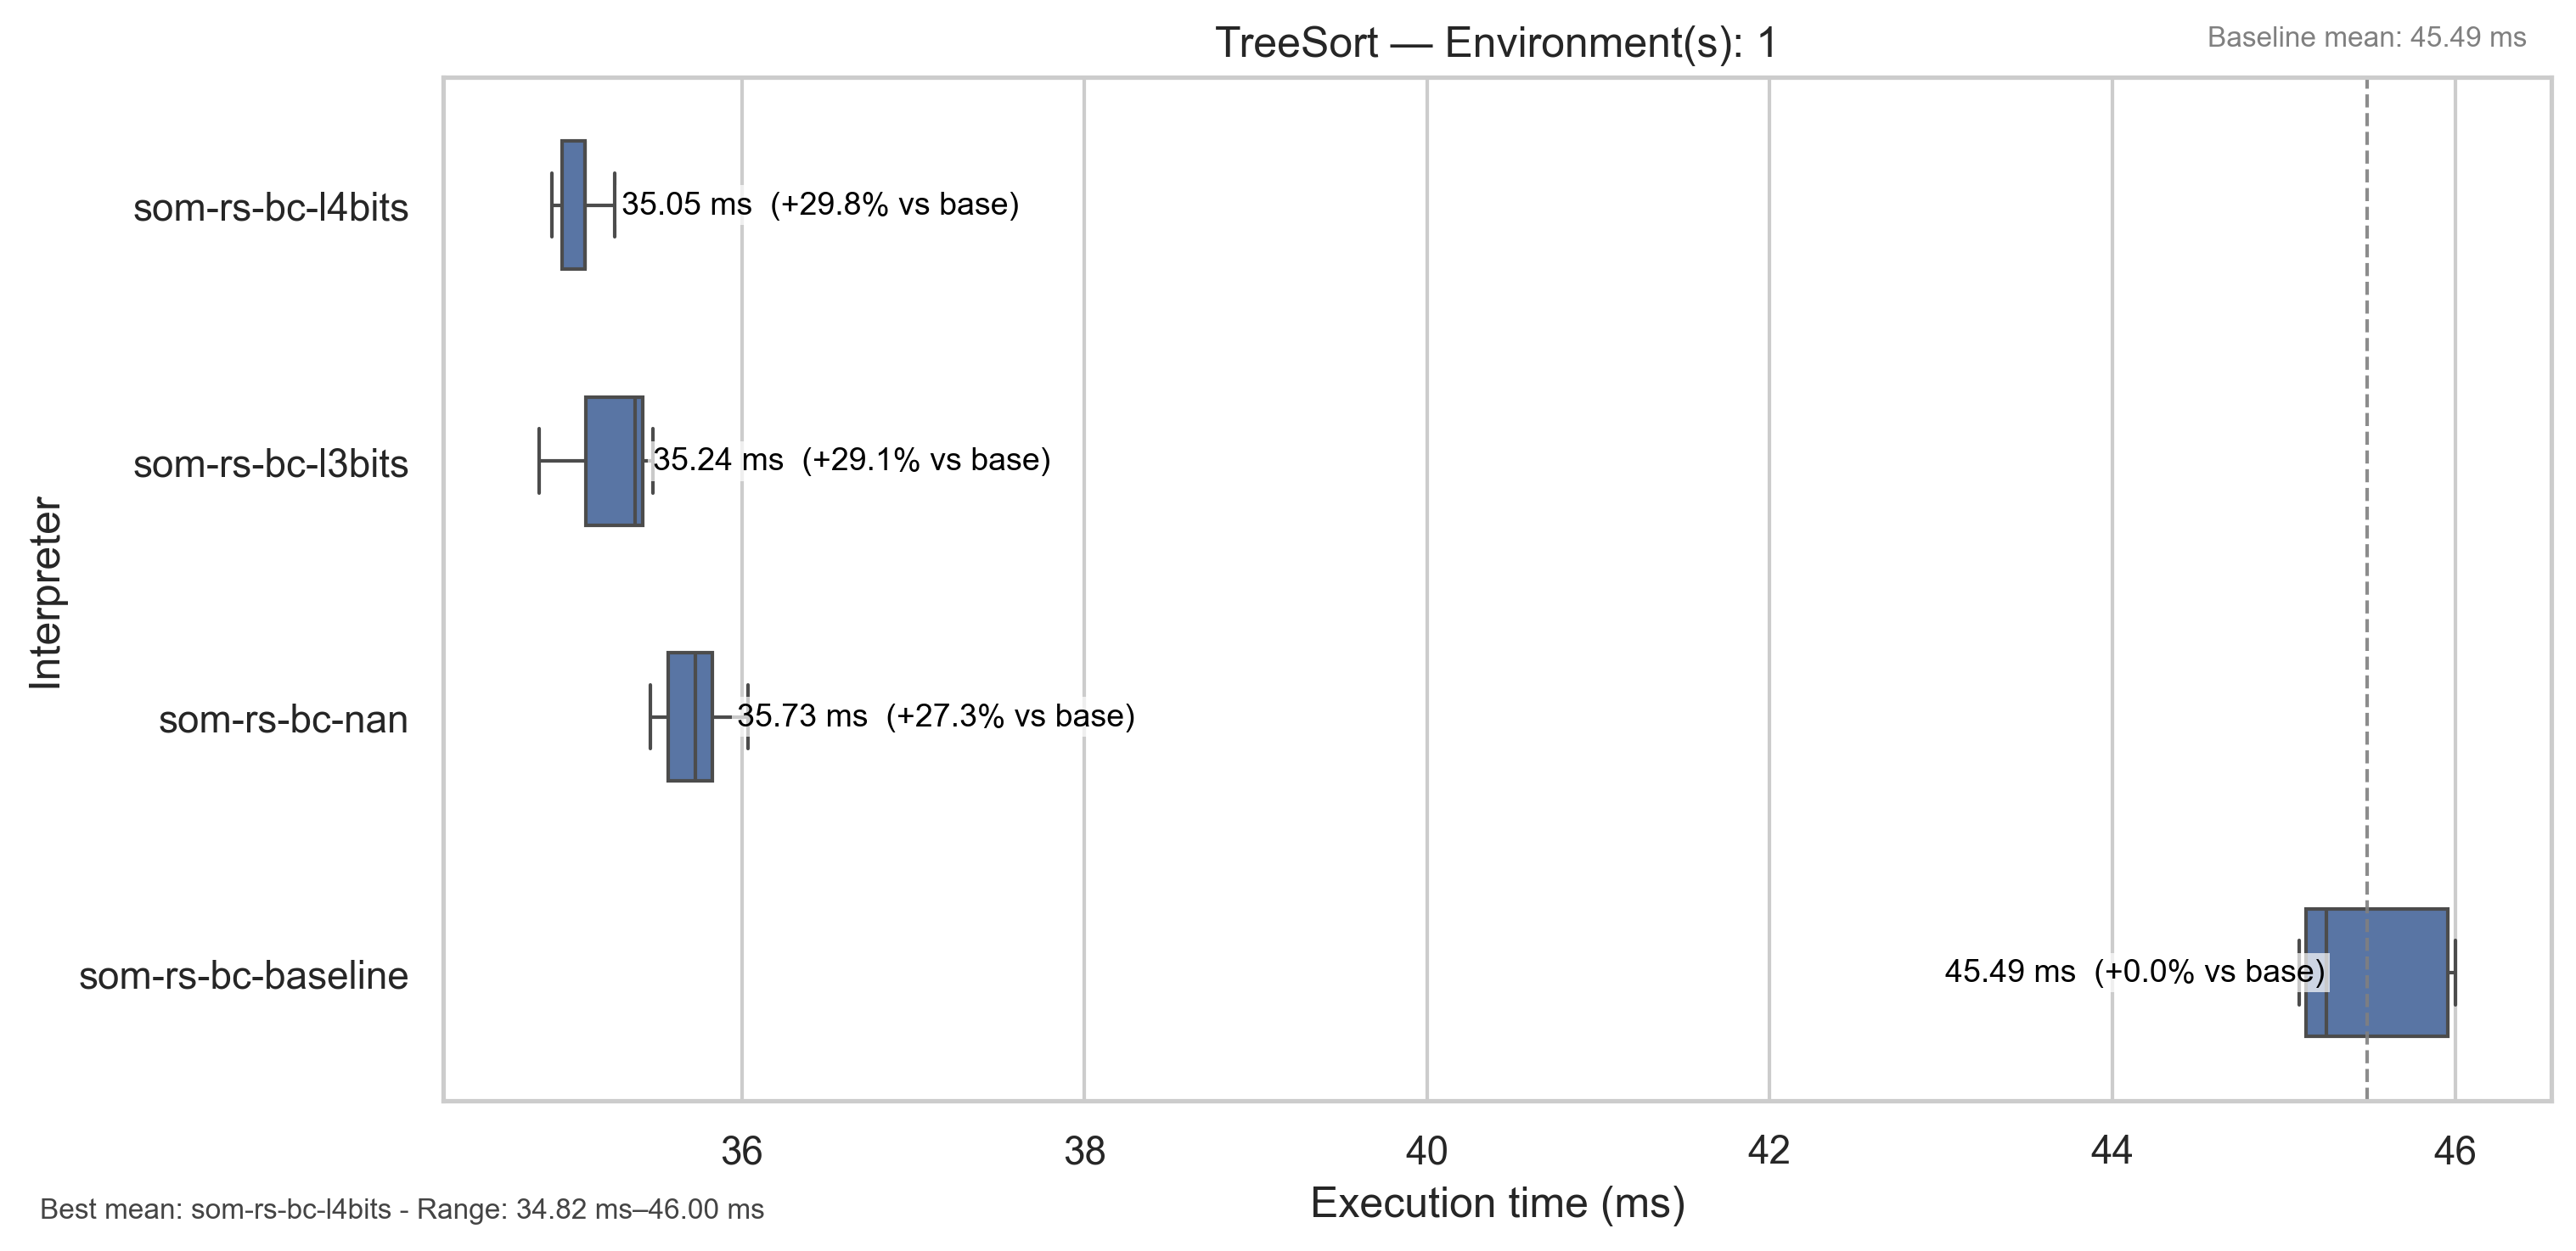 TreeSort — Environment(s): 1
Baseline mean: 45.49 ms
Interpreter
som-rs-bc-l4bits
35.05 ms  (+29.8% vs base)
som-rs-bc-l3bits
35.24 ms  (+29.1% vs base)
som-rs-bc-nan
35.73 ms  (+27.3% vs base)
som-rs-bc-baseline
45.49 ms  (+0.0% vs base)
36 38 40 42 44 46
Execution time (ms)
Best mean: som-rs-bc-l4bits - Range: 34.82 ms–46.00 ms